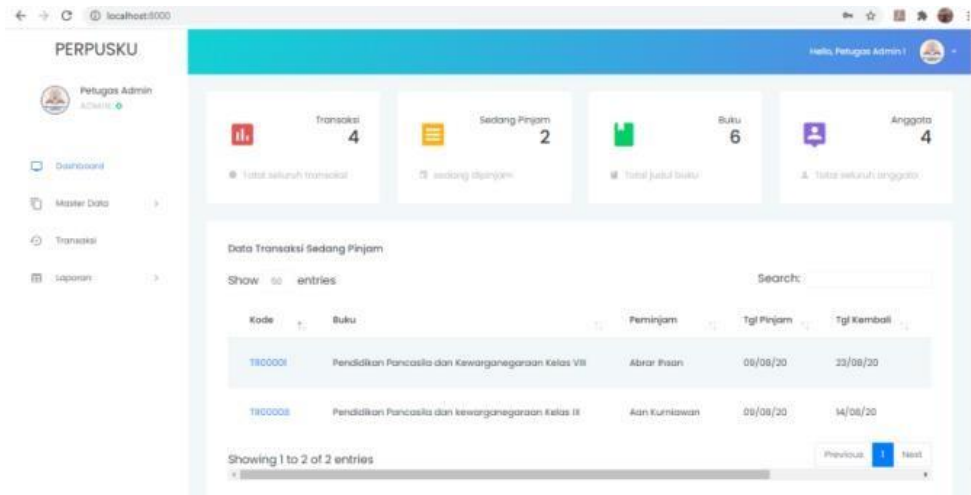 localhost:8000
PERPUSKU
Hello, Petugas Admin !
Petugas Admin
ADMIN
Dashboard
Master Data
Transaksi
Laporan
Transaksi
4
Total seluruh transaksi
Sedang Pinjam
2
sedang dipinjam
Buku
6
Total judul buku
Anggota
4
Total seluruh anggota
Data Transaksi Sedang Pinjam
Show 50 entries
Search:
Kode Buku Peminjam Tgl Pinjam Tgl Kembali
TR00001 Pendidikan Pancasila dan Kewarganegaraan Kelas VIII Abrar Ihsan 09/08/20 23/08/20
Pendidikan Pancasila dan kewarganegaraan Kelas III Aan Kurniawan 09/08/20 14/08/20
Showing 1 to 2 of 2 entries
Previous 1 Next